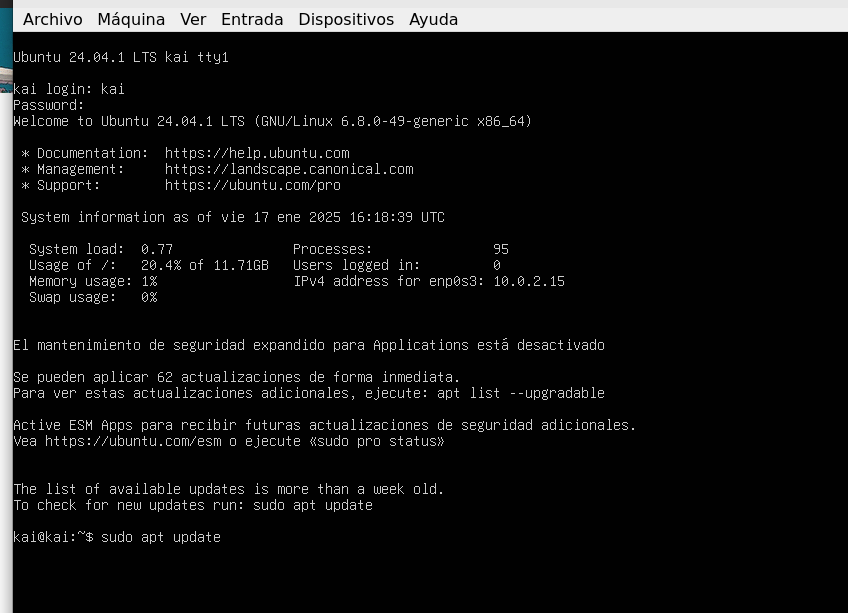 Archivo Máquina Ver Entrada Dispositivos Ayuda
Ubuntu 24.04.1 LTS kai tty1
kai login: kai
Password:
Welcome to Ubuntu 24.04.1 LTS (GNU/Linux 6.8.0-49-generic x86_64)
* Documentation:  https://help.ubuntu.com
* Management:     https://landscape.canonical.com
* Support:        https://ubuntu.com/pro
System information as of vie 17 ene 2025 16:18:39 UTC
System load:  0.77               Processes:               95
Usage of /:   20.4% of 11.71GB   Users logged in:         0
Memory usage: 1%                 IPv4 address for enp0s3: 10.0.2.15
Swap usage:   0%
El mantenimiento de seguridad expandido para Applications está desactivado
Se pueden aplicar 62 actualizaciones de forma inmediata.
Para ver estas actualizaciones adicionales, ejecute: apt list --upgradable
Active ESM Apps para recibir futuras actualizaciones de seguridad adicionales.
Vea https://ubuntu.com/esm o ejecute «sudo pro status»
The list of available updates is more than a week old.
To check for new updates run: sudo apt update
kai@kai:~$ sudo apt update